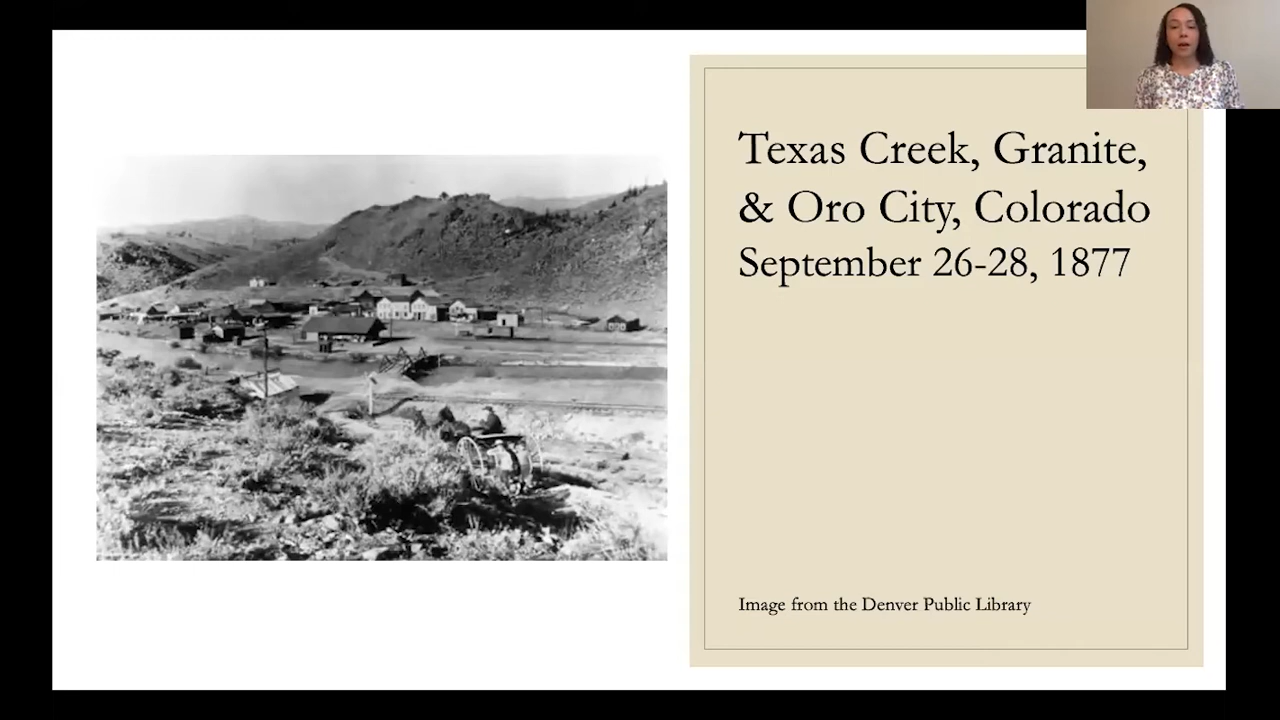 Texas Creek, Granite,
& Oro City, Colorado
September 26-28, 1877
Image from the Denver Public Library